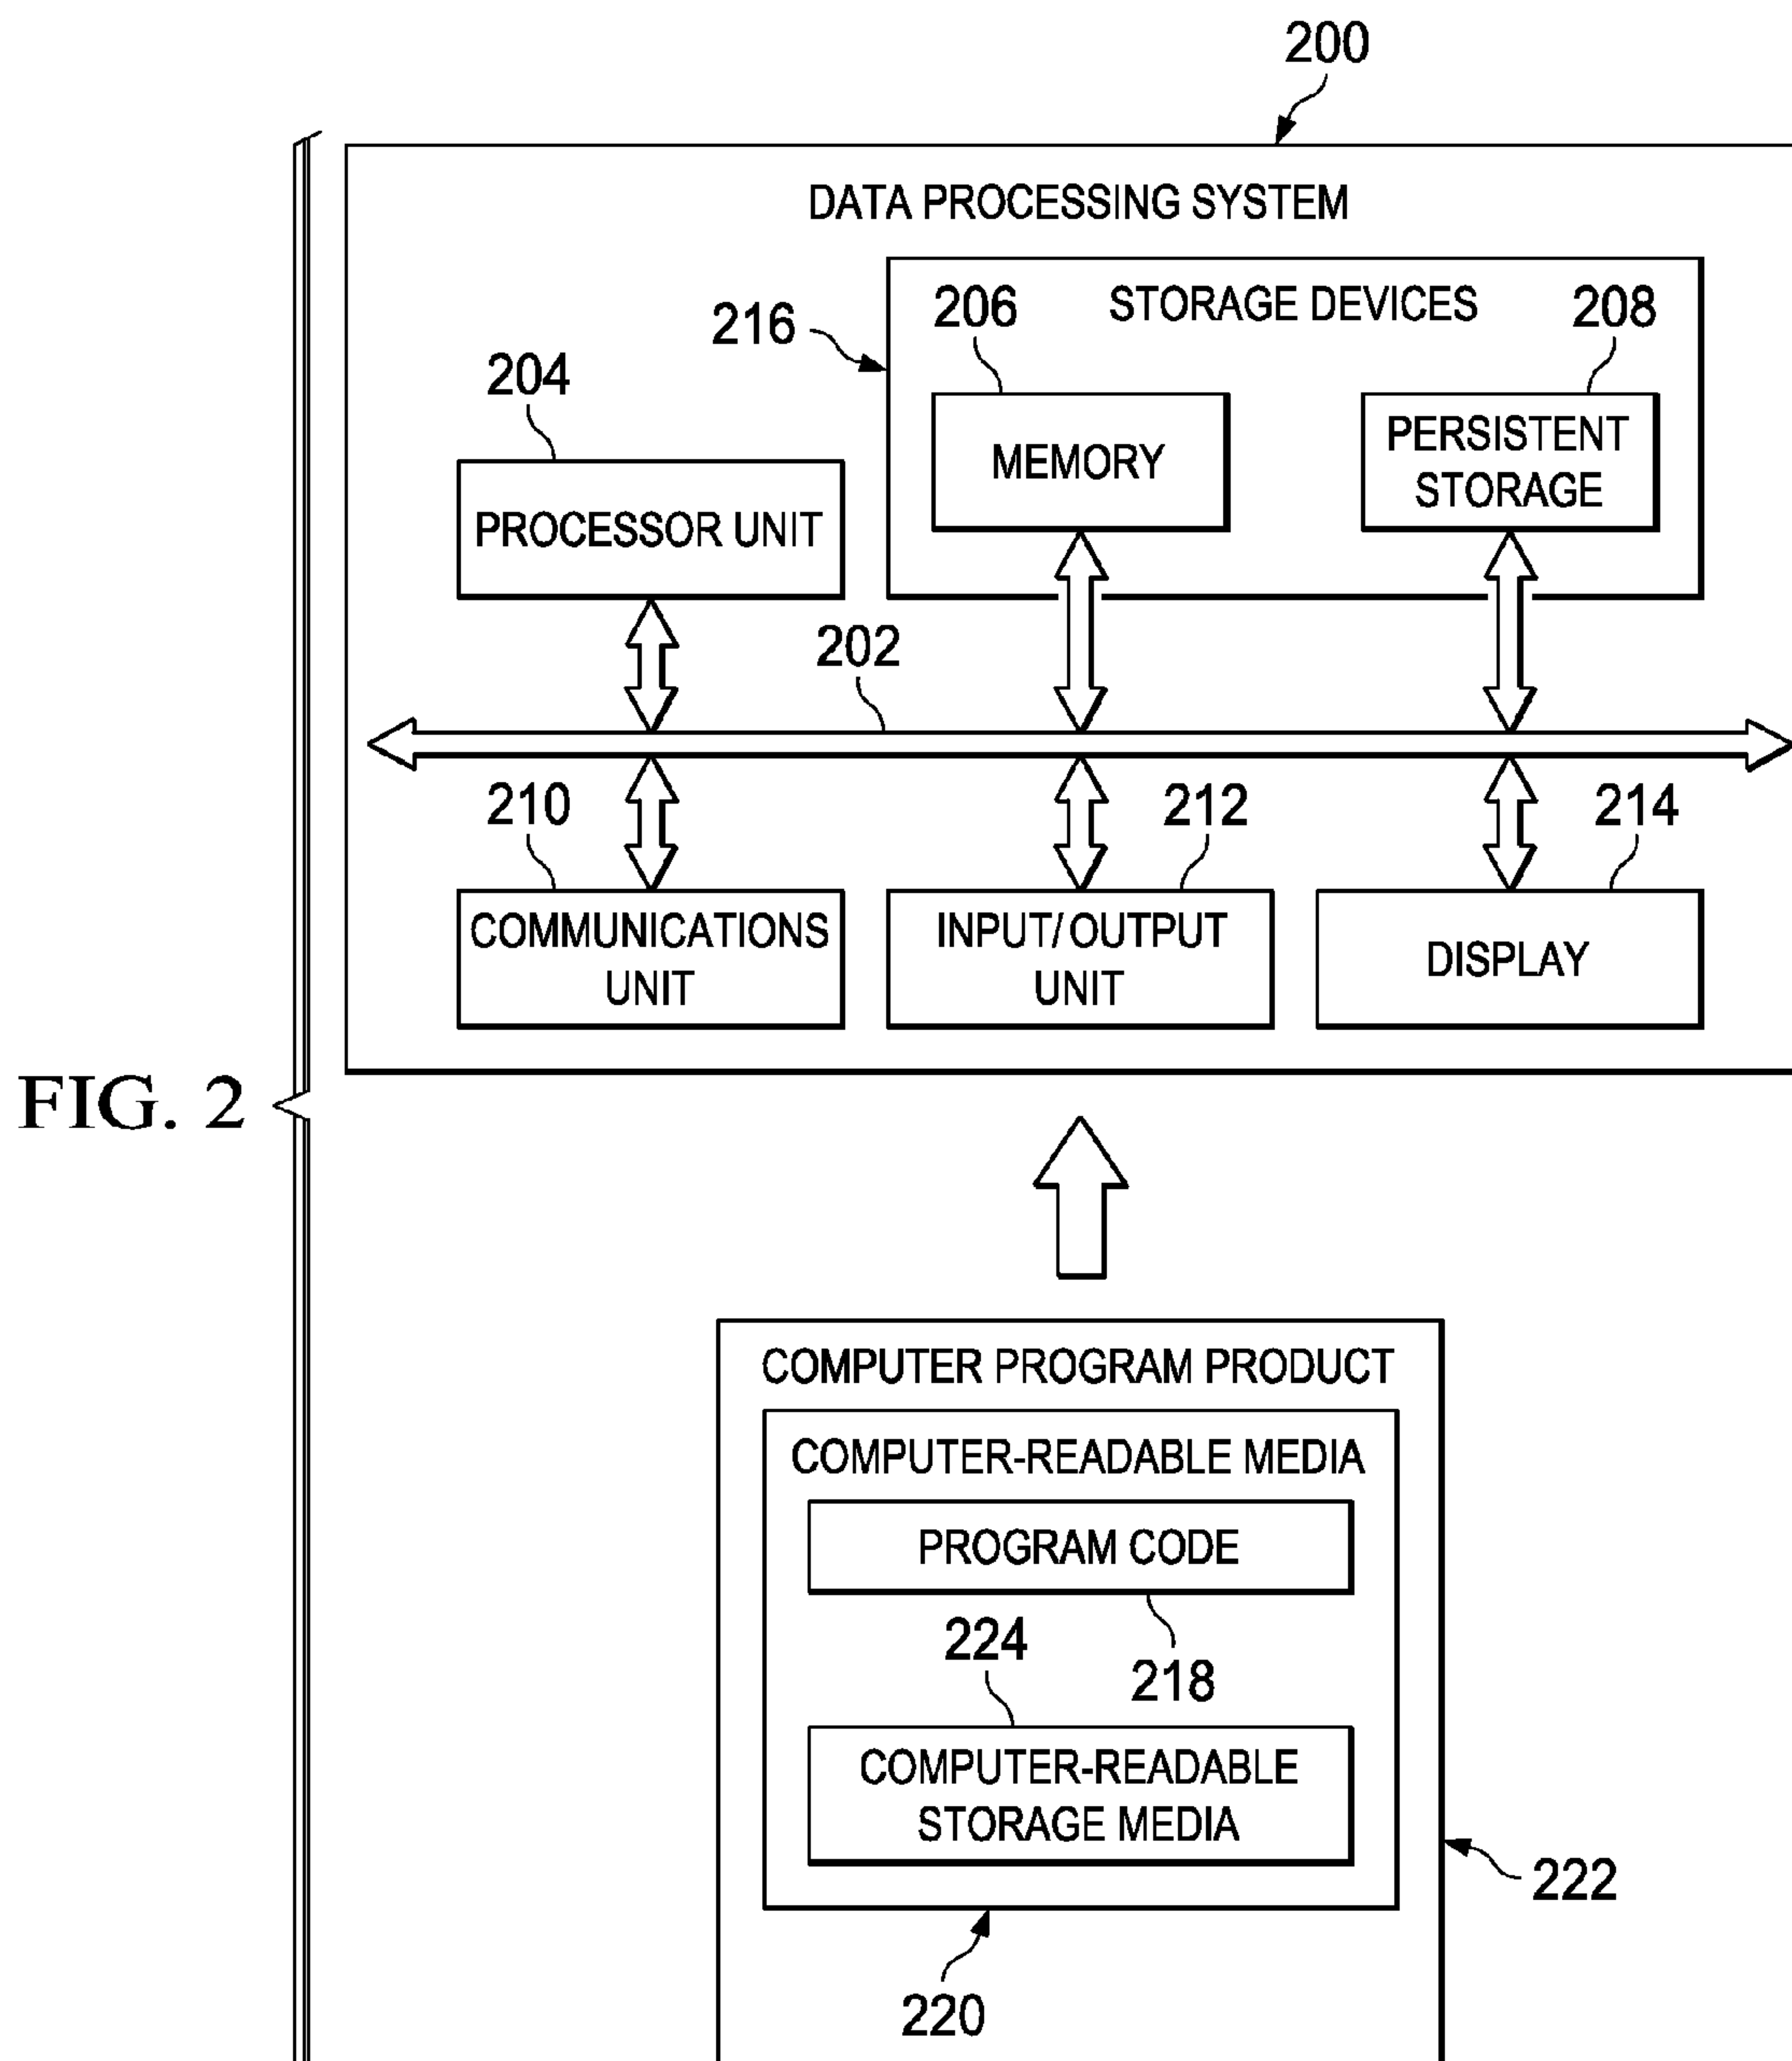 200
DATA PROCESSING SYSTEM
216
206
STORAGE DEVICES
208
204
MEMORY
PERSISTENT
STORAGE
PROCESSOR UNIT
202
210
212
214
COMMUNICATIONS
UNIT
INPUT/OUTPUT
UNIT
DISPLAY
FIG. 2
COMPUTER PROGRAM PRODUCT
COMPUTER-READABLE MEDIA
PROGRAM CODE
224
218
COMPUTER-READABLE
STORAGE MEDIA
222
220